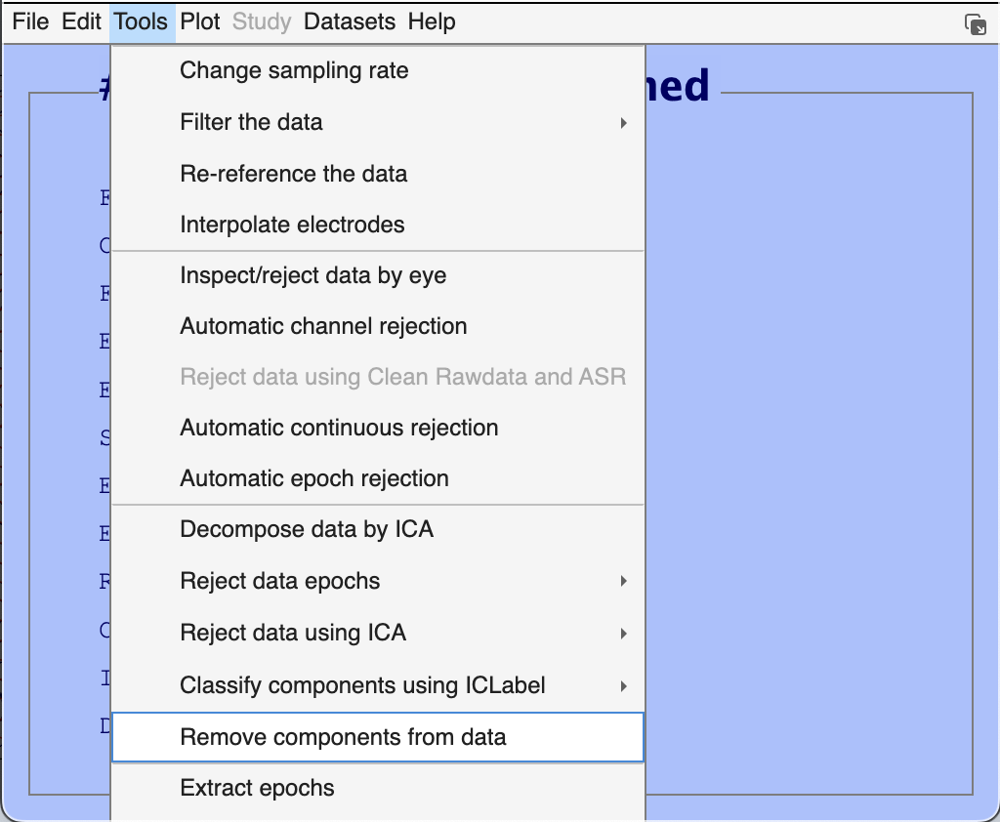 File Edit Tools Plot Study Datasets Help
Change sampling rate
Filter the data
Re-reference the data
Interpolate electrodes
Inspect/reject data by eye
Automatic channel rejection
Reject data using Clean Rawdata and ASR
Automatic continuous rejection
Automatic epoch rejection
Decompose data by ICA
Reject data epochs
Reject data using ICA
Classify components using ICLabel
Remove components from data
Extract epochs